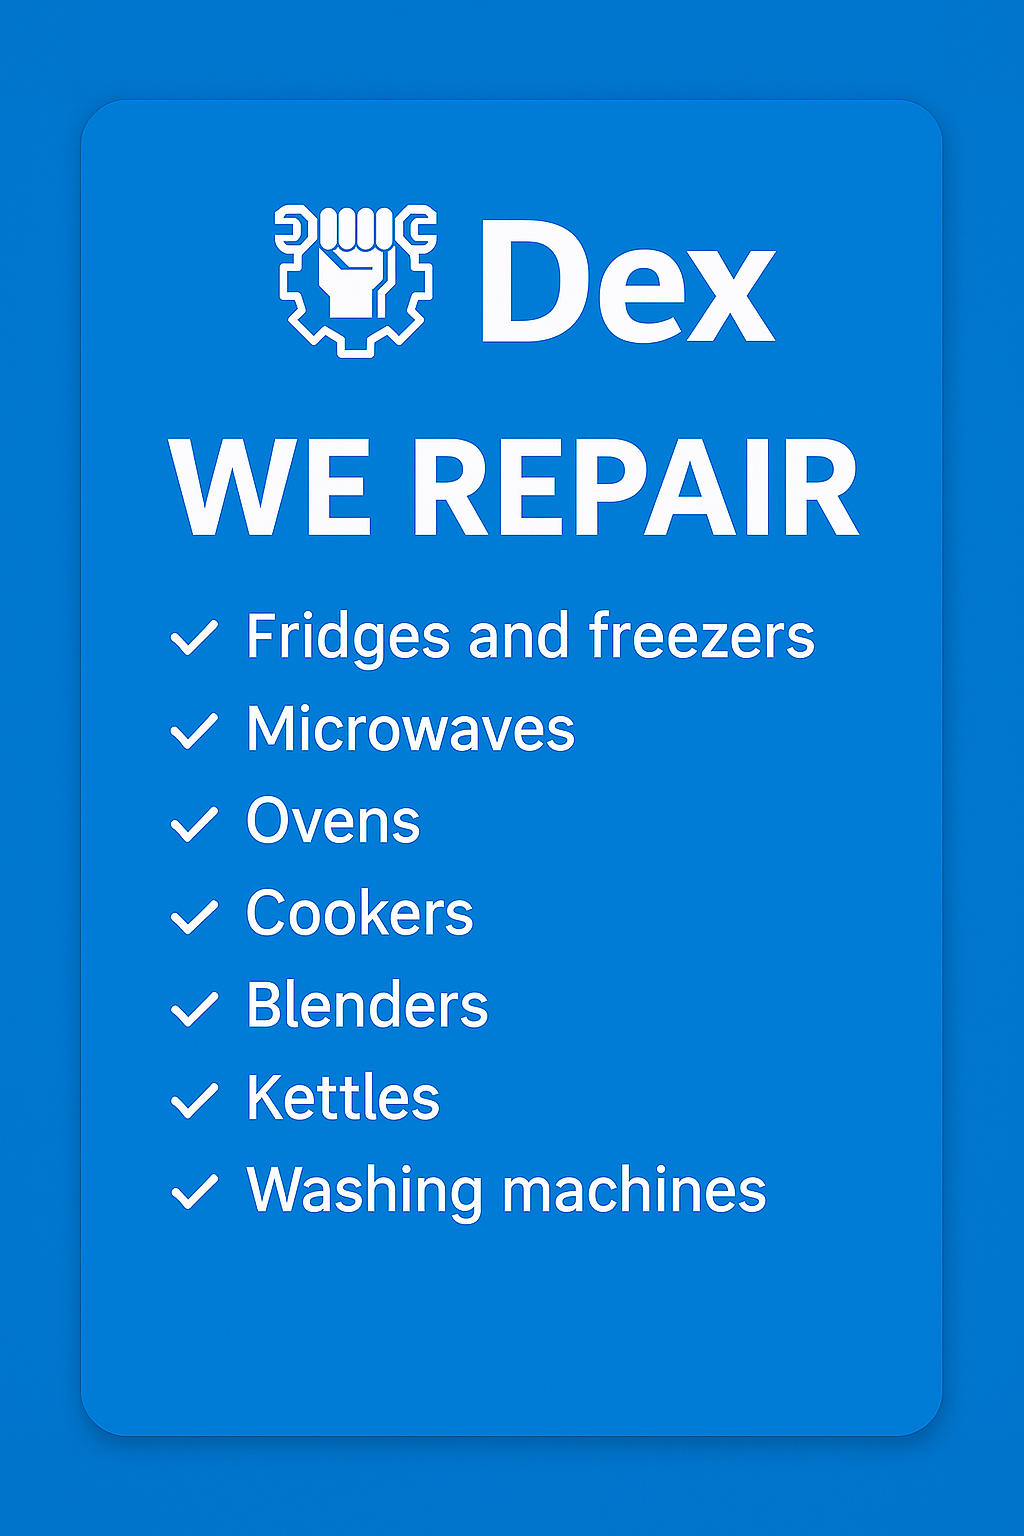 Dex
WE REPAIR
Fridges and freezers
Microwaves
Ovens
Cookers
Blenders
Kettles
Washing machines